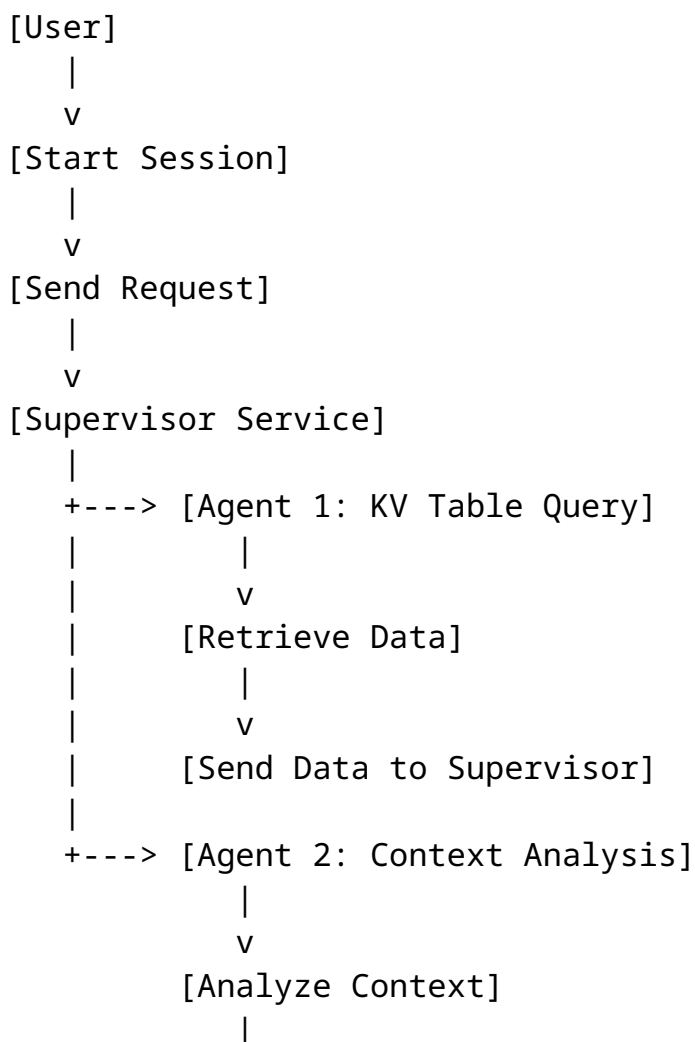 [User]
   |
   v
[Start Session]
   |
   v
[Send Request]
   |
   v
[Supervisor Service]
   |
   +---> [Agent 1: KV Table Query]
   |        |
   |        v
   |     [Retrieve Data]
   |        |
   |        v
   |     [Send Data to Supervisor]
   |
   +---> [Agent 2: Context Analysis]
            |
            v
         [Analyze Context]
            |